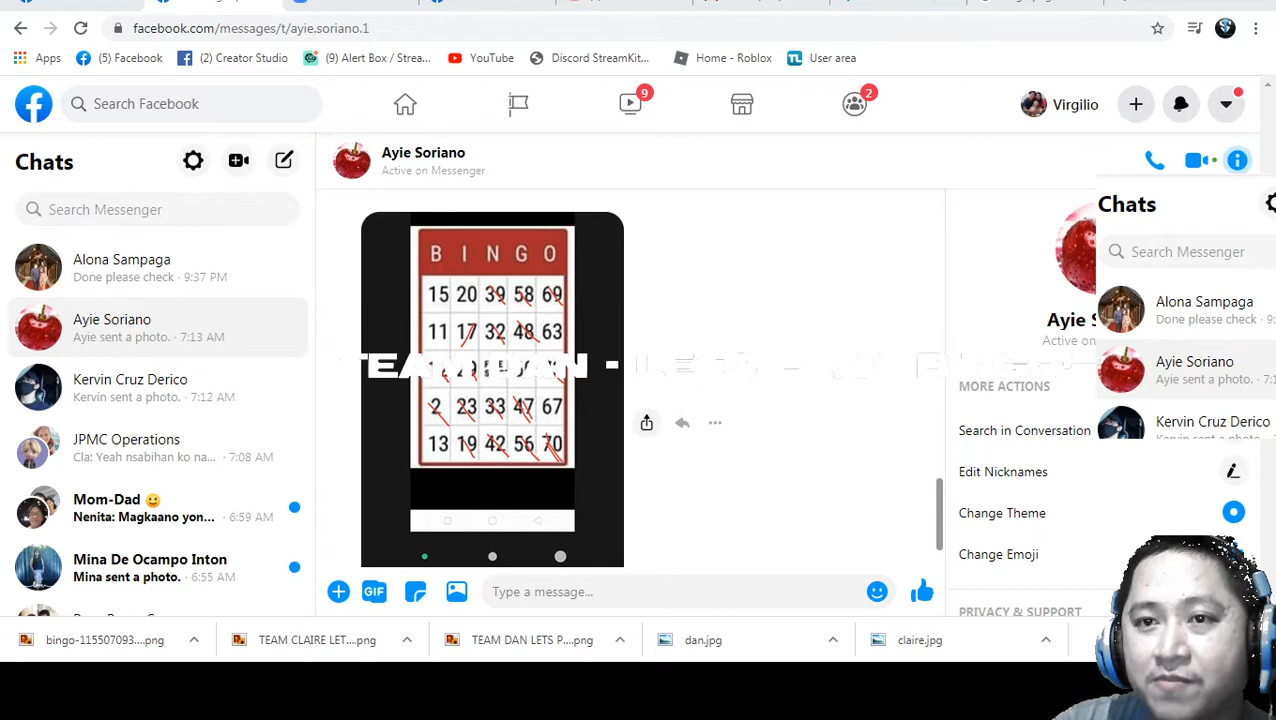 facebook.com/messages/t/ayie.soriano.1
Apps
(5) Facebook
(2) Creator Studio
(9) Alert Box / Strea...
YouTube
Discord StreamKit...
Home - Roblox
TL
User area
Search Facebook
9
2
Virgilio
Chats
Search Messenger
Alona Sampaga
Done please check · 9:37 PM
Ayie Soriano
Ayie sent a photo. · 7:13 AM
Kervin Cruz Derico
Kervin sent a photo. · 7:12 AM
JPMC Operations
Cla: Yeah nsabihan ko na... · 7:08 AM
Mom-Dad
Nenita: Magkaano yon... · 6:59 AM
Mina De Ocampo Inton
Mina sent a photo. · 6:55 AM
Ayie Soriano
Active on Messenger
B I N G O
15 20 39 58 69
11 17 32 48 63
2 23 33 47 67
13 19 42 56 70
GIF
Type a message...
Ayie
MORE ACTIONS
Search in Conversation
Edit Nicknames
Change Theme
Change Emoji
PRIVACY & SUPPORT
Chats
Search Messenger
Alona Sampaga
Done please check
Ayie Soriano
Ayie sent a photo.
Kervin Cruz Derico
bingo-115507093....png
TEAM CLAIRE LET....png
TEAM DAN LETS P....png
dan.jpg
claire.jpg